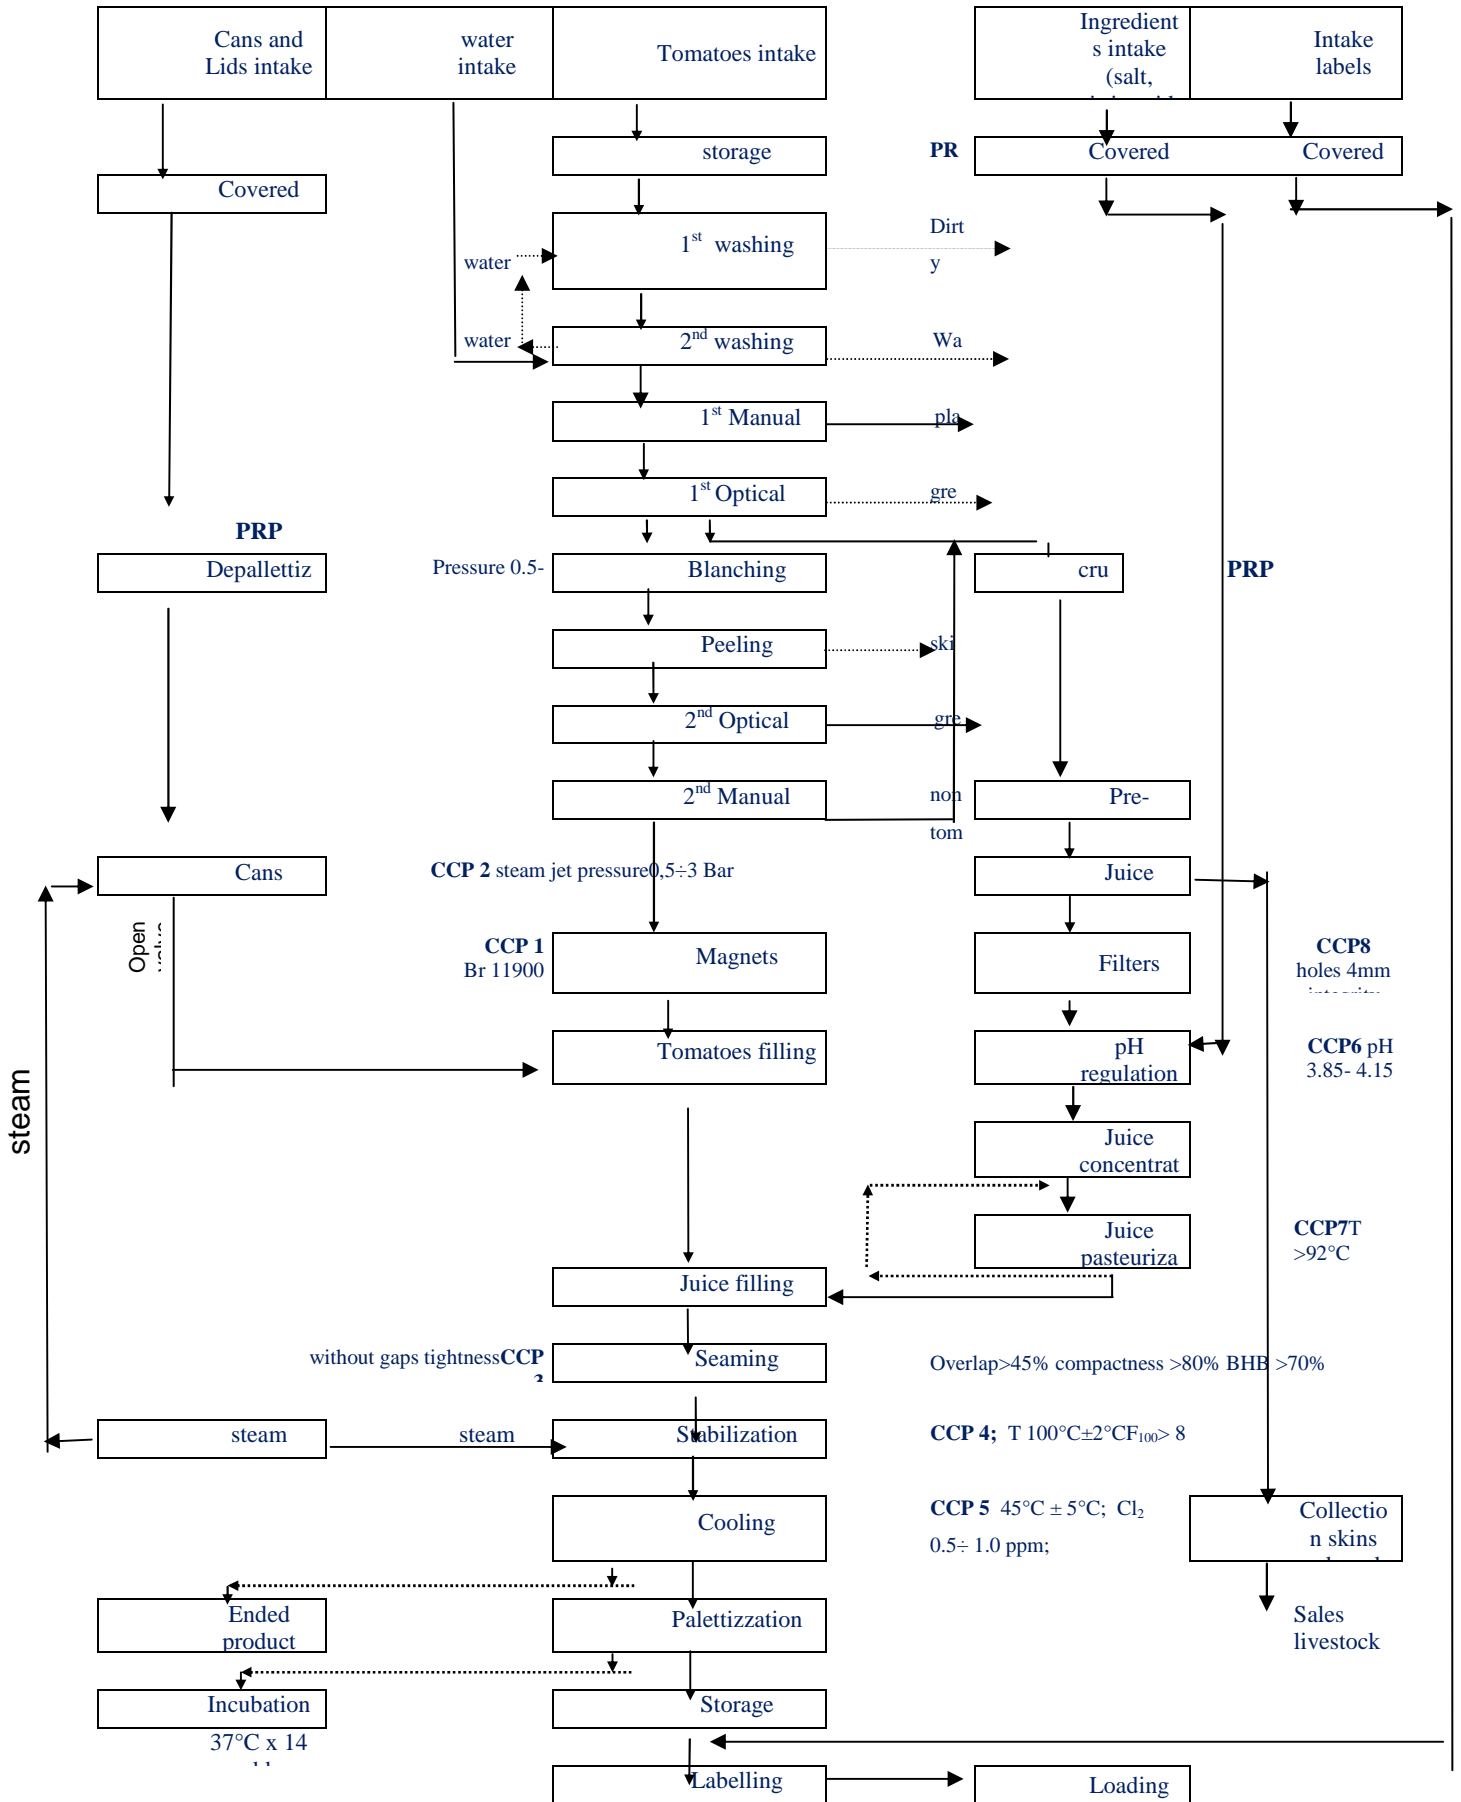 Cans and
Lids intake
water
intake
Tomatoes intake
Ingredient
s intake
(salt,
Intake
labels
storage
PR
Covered
Covered
Covered
1st washing
Dirt
y
water
water
2nd washing
Wa
1st Manual
pla
1st Optical
gre
PRP
Depallettiz
Pressure 0.5-
Blanching
cru
PRP
Peeling
ski
2nd Optical
gre
2nd Manual
non
tom
Pre-
Cans
CCP 2 steam jet pressure0,5÷3 Bar
Juice
Open
CCP 1
Br 11900
Magnets
Filters
CCP8
holes 4mm
integrity
Tomatoes filling
pH
regulation
CCP6 pH
3.85- 4.15
steam
Juice
concentrat
Juice
pasteuriza
CCP7T
>92°C
Juice filling
without gaps tightnessCCP
3
Seaming
Overlap>45% compactness >80% BHB >70%
steam
steam
Stabilization
CCP 4; T 100°C±2°CF100> 8
Cooling
CCP 5 45°C ± 5°C; Cl2
0.5÷ 1.0 ppm;
Collectio
n skins
Ended
product
Palettizzation
Sales
livestock
Incubation
37°C x 14
Storage
Labelling
Loading